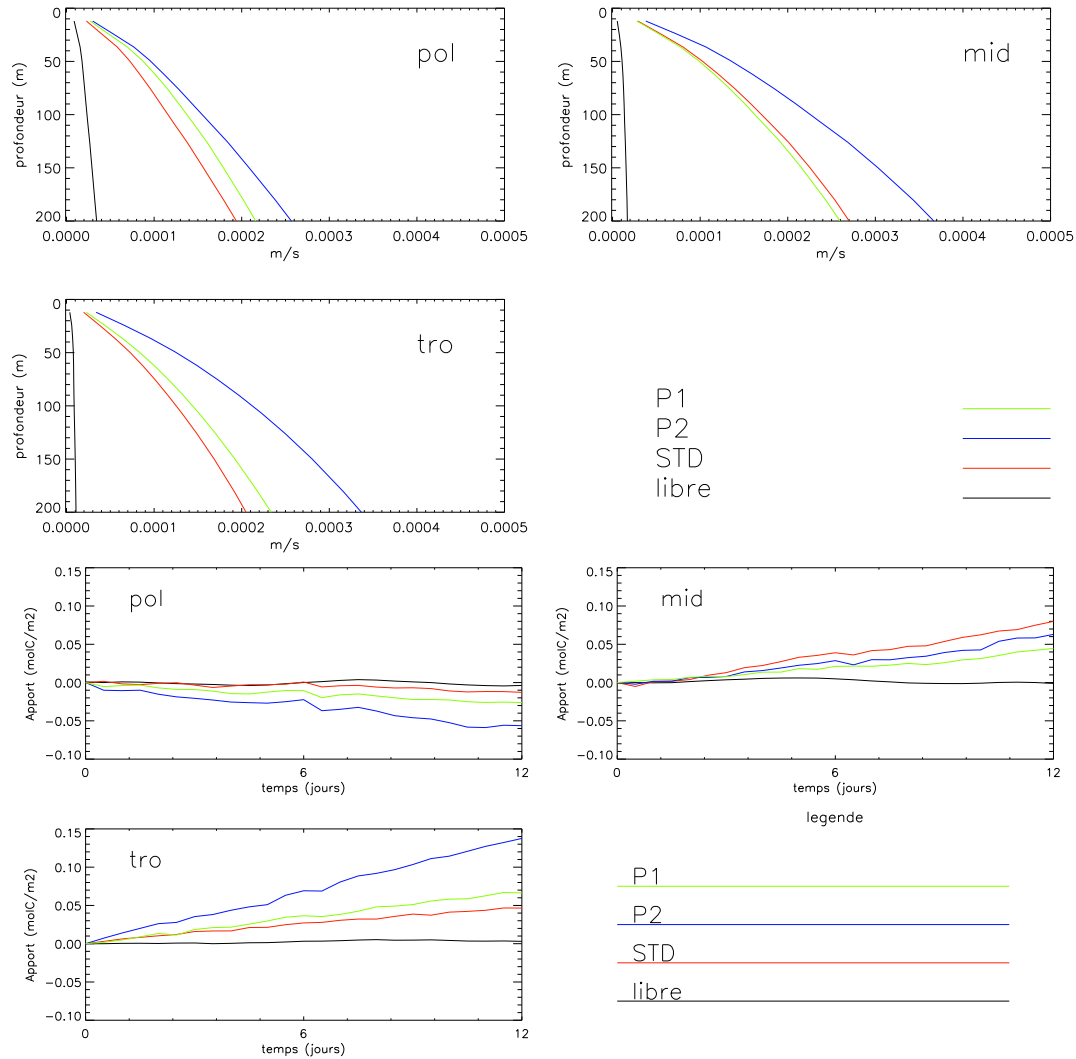 0
50
100
150
200
profondeur (m)
pol
0.0000 0.0001 0.0002 0.0003 0.0004 0.0005
m/s
0
50
100
150
200
profondeur (m)
mid
0.0000 0.0001 0.0002 0.0003 0.0004 0.0005
m/s
0
50
100
150
200
profondeur (m)
tro
0.0000 0.0001 0.0002 0.0003 0.0004 0.0005
m/s
P1
P2
STD
libre
0.15
0.10
0.05
0.00
−0.05
−0.10
Apport (molC/m2)
pol
0 6 12
temps (jours)
0.15
0.10
0.05
0.00
−0.05
−0.10
Apport (molC/m2)
mid
0 6 12
temps (jours)
legende
0.15
0.10
0.05
0.00
−0.05
−0.10
Apport (molC/m2)
tro
0 6 12
temps (jours)
P1
P2
STD
libre